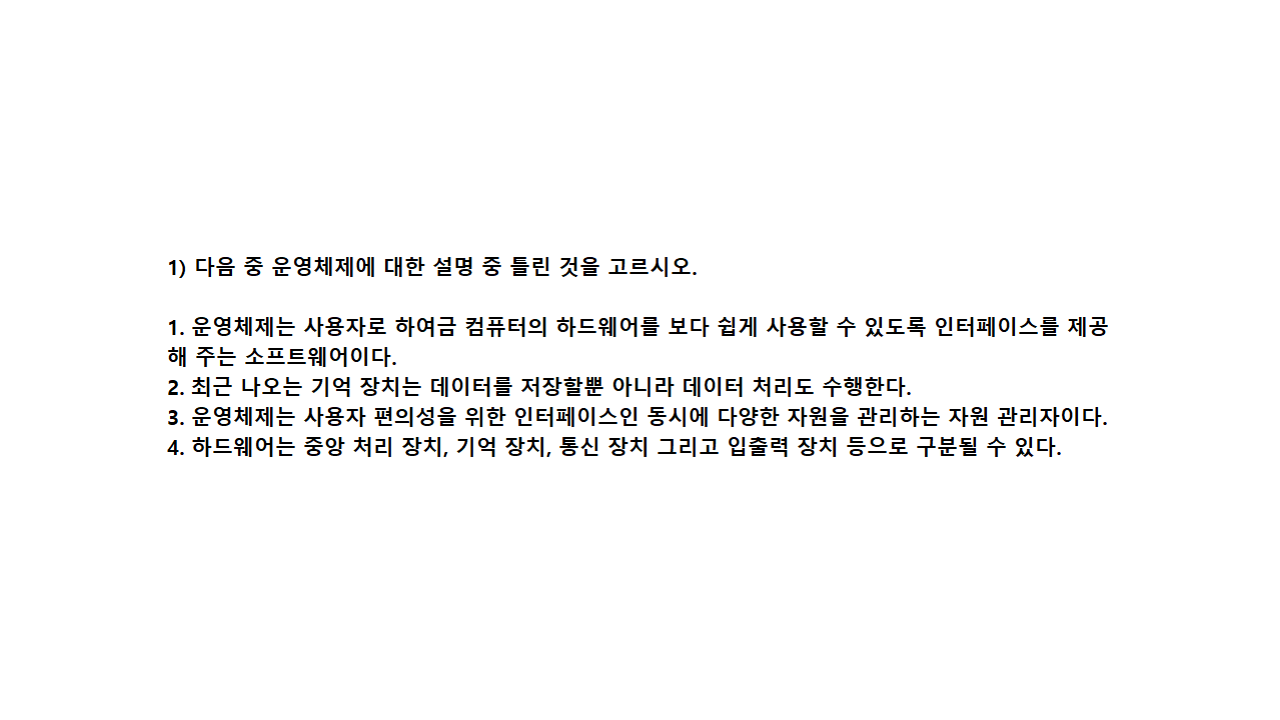 1) 다음 중 운영체제에 대한 설명 중 틀린 것을 고르시오.
1. 운영체제는 사용자로 하여금 컴퓨터의 하드웨어를 보다 쉽게 사용할 수 있도록 인터페이스를 제공
해 주는 소프트웨어이다.
2. 최근 나오는 기억 장치는 데이터를 저장할뿐 아니라 데이터 처리도 수행한다.
3. 운영체제는 사용자 편의성을 위한 인터페이스인 동시에 다양한 자원을 관리하는 자원 관리자이다.
4. 하드웨어는 중앙 처리 장치, 기억 장치, 통신 장치 그리고 입출력 장치 등으로 구분될 수 있다.